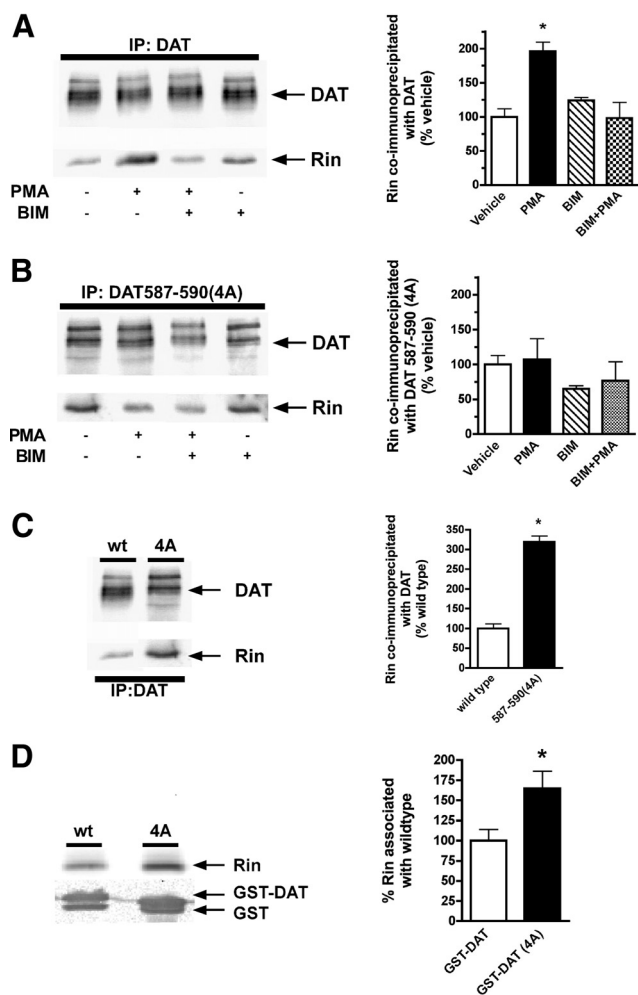 A
IP: DAT
DAT
Rin
PMA - + + -
BIM - - + +
Rin co-immunoprecipitated
with DAT
(% vehicle)
200
150
100
50
0
*
Vehicle
PMA
BIM
BIM+PMA
B
IP: DAT587-590(4A)
DAT
Rin
PMA - + + -
BIM - - + +
Rin co-immunoprecipitated
with DAT 587-590 (4A)
(% vehicle)
200
150
100
50
0
Vehicle
PMA
BIM
BIM+PMA
C
wt 4A
DAT
Rin
IP:DAT
Rin co-immunoprecipitated
with DAT
(% wild type)
350
300
250
200
150
100
50
0
*
wild type
587-590(4A)
D
wt 4A
Rin
GST-DAT
GST
% Rin associated
with wildtype
200
175
150
125
100
75
50
25
0
*
GST-DAT
GST-DAT (4A)